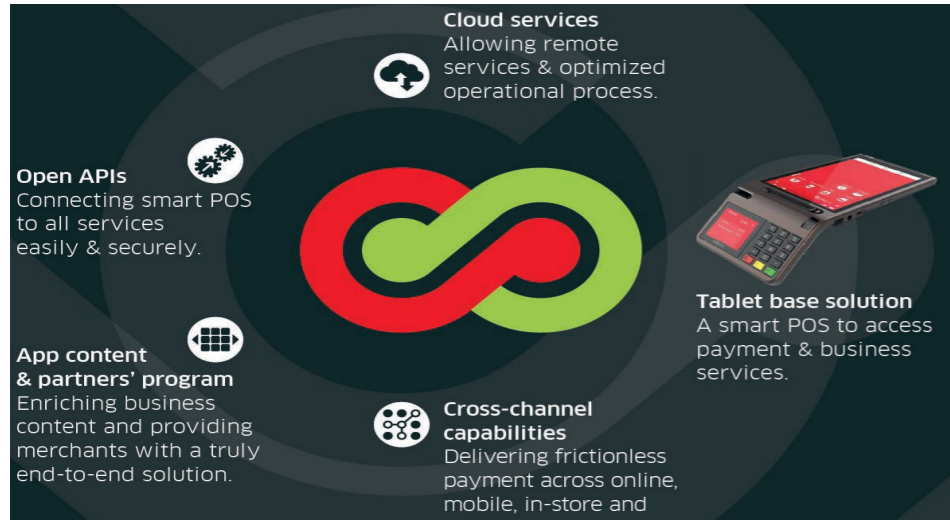 Cloud services
Allowing remote
services & optimized
operational process.
Open APIs
Connecting smart POS
to all services
easily & securely.
Tablet base solution
A smart POS to access
payment & business
services.
App content
& partners’ program
Enriching business
content and providing
merchants with a truly
end-to-end solution.
Cross-channel
capabilities
Delivering frictionless
payment across online,
mobile, in-store and